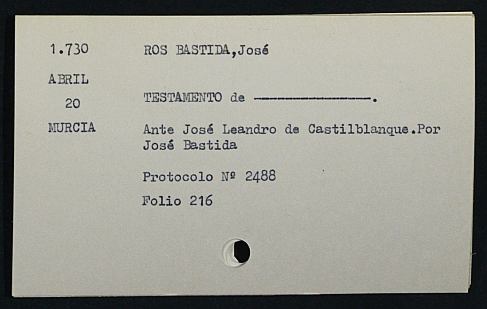 1.730 ROS BASTIDA,José
ABRIL
20 TESTAMENTO de ————————.
MURCIA Ante José Leandro de Castilblanque.Por
José Bastida
Protocolo Nº 2488
Folio 216